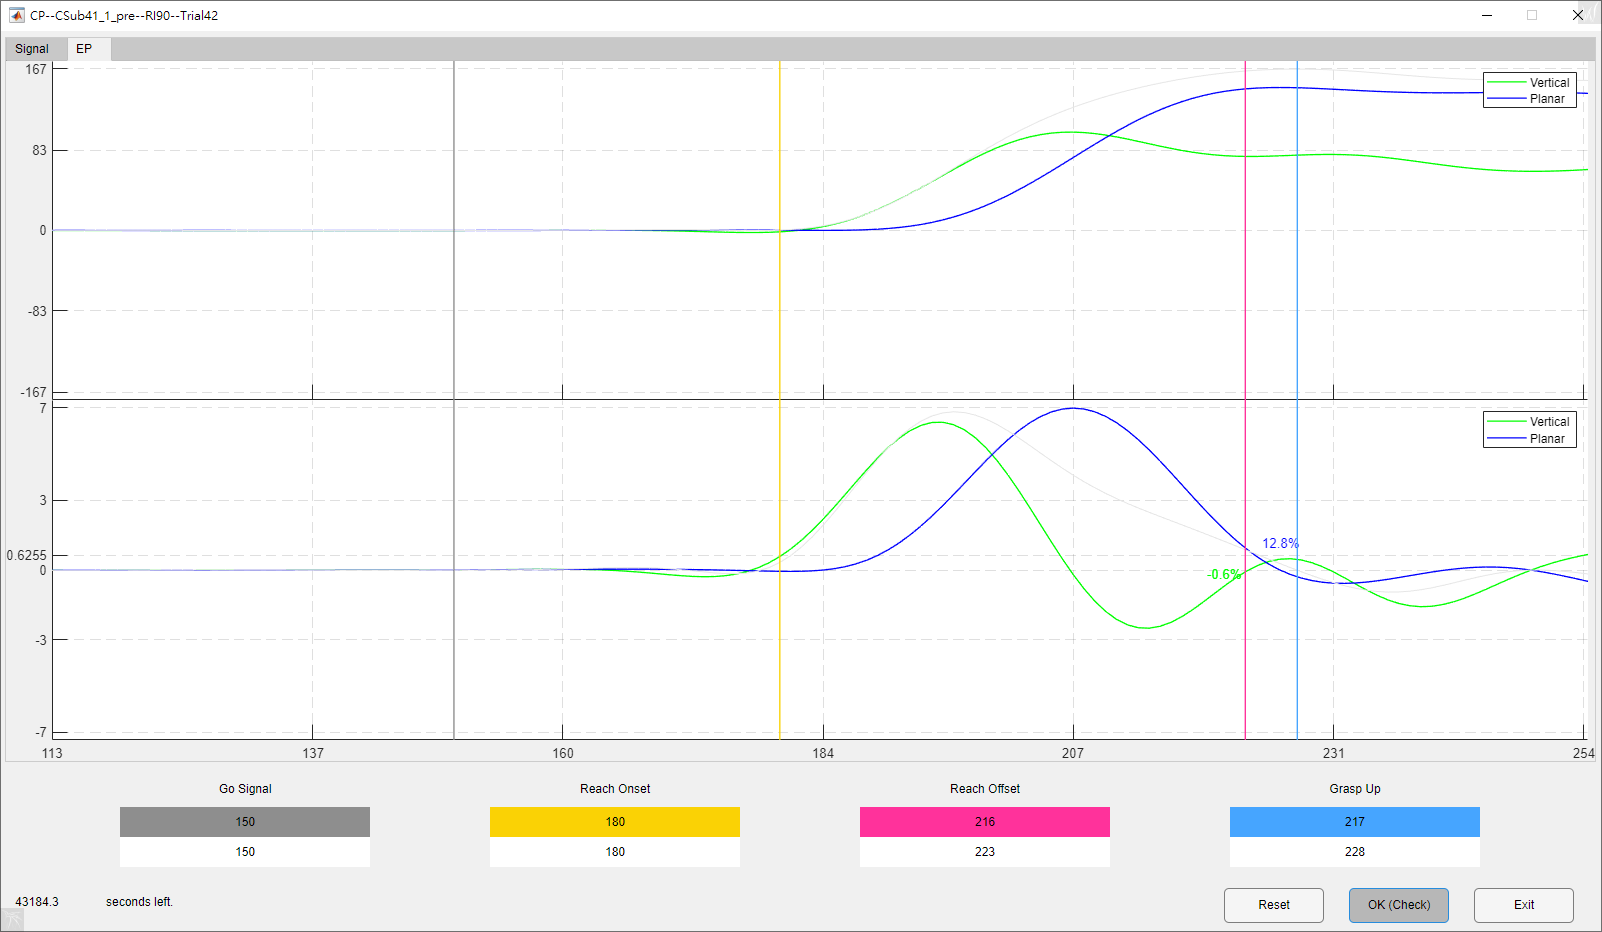 CP--CSub41_1_pre--RI90--Trial42
Signal EP
167
83
0
-83
-167
Vertical
Planar
7
3
0.6255
0
-3
-7
Vertical
Planar
12.8%
-0.6%
113 137 160 184 207 231 254
Go Signal Reach Onset Reach Offset Grasp Up
150 180 216 217
150 180 223 228
43184.3 seconds left.
Reset OK (Check) Exit